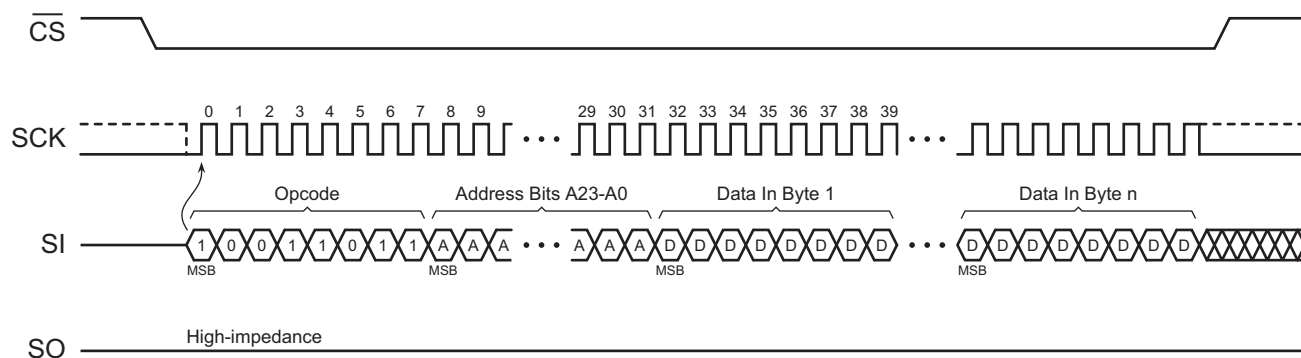 CS
SCK
0 1 2 3 4 5 6 7 8 9 29 30 31 32 33 34 35 36 37 38 39
Opcode Address Bits A23-A0 Data In Byte 1 Data In Byte n
SI
1 0 0 1 1 0 1 1 A A A A A A D D D D D D D D D D D D D D D D
MSB MSB MSB MSB
SO
High-impedance